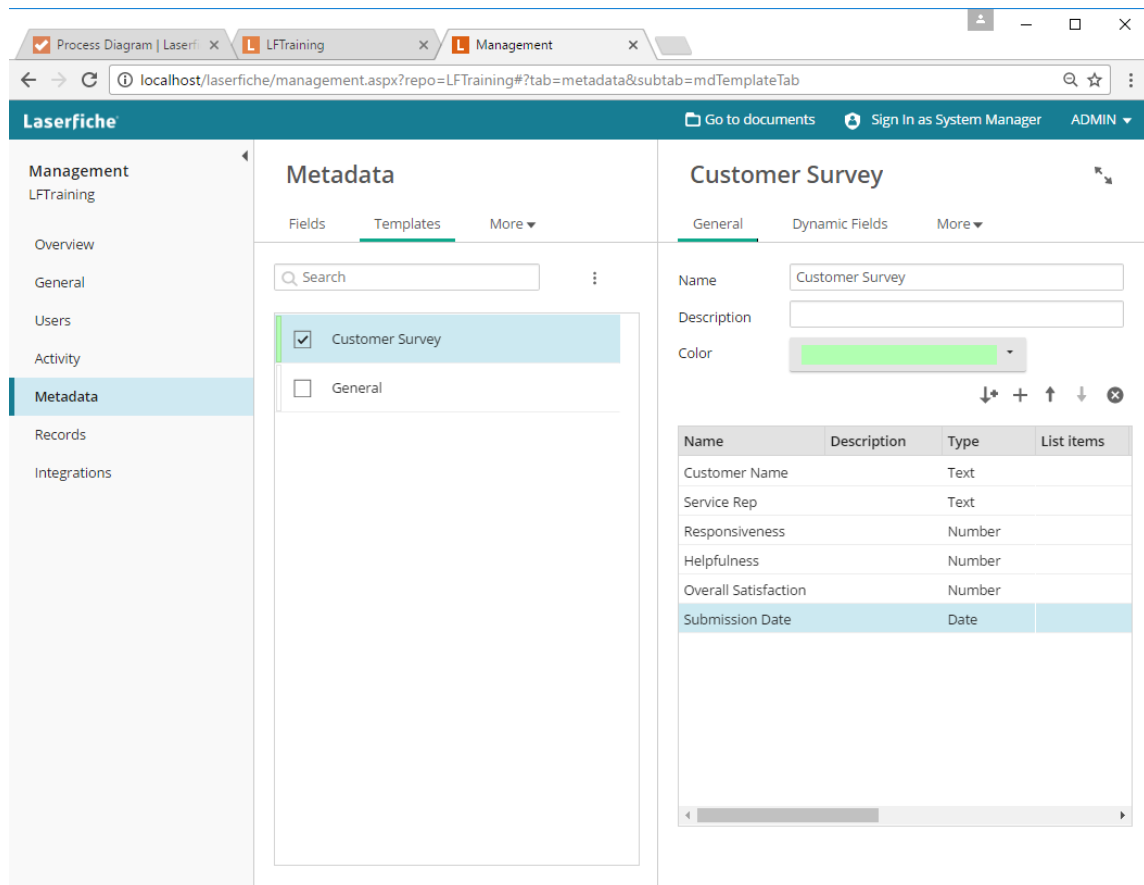 Process Diagram | Laserfi
LFTraining
Management
localhost/laserfiche/management.aspx?repo=LFTraining#?tab=metadata&subtab=mdTemplateTab
Laserfiche
Go to documents
Sign In as System Manager
ADMIN
Management
LFTraining
Overview
General
Users
Activity
Metadata
Records
Integrations
Metadata
Fields Templates More
Search
Customer Survey
General
Customer Survey
General Dynamic Fields More
Name Customer Survey
Description
Color
Name Description Type List items
Customer Name Text
Service Rep Text
Responsiveness Number
Helpfulness Number
Overall Satisfaction Number
Submission Date Date